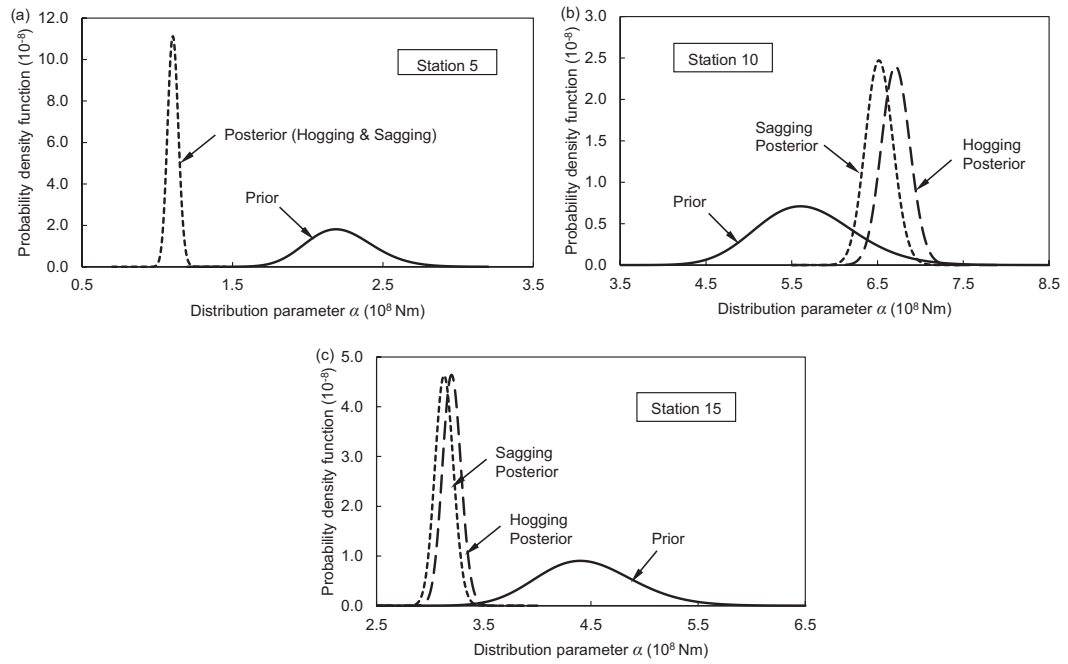 (a)
Probability density function (10⁻⁸)
12.0
10.0
8.0
6.0
4.0
2.0
0.0
Station 5
Posterior (Hogging & Sagging)
Prior
0.5
1.5
2.5
3.5
Distribution parameter α (10⁸ Nm)
(b)
Probability density function (10⁻⁸)
3.0
2.5
2.0
1.5
1.0
0.5
0.0
Station 10
Sagging
Posterior
Hogging
Posterior
Prior
3.5
4.5
5.5
6.5
7.5
8.5
Distribution parameter α (10⁸ Nm)
(c)
Probability density function (10⁻⁸)
5.0
4.0
3.0
2.0
1.0
0.0
Station 15
Sagging
Posterior
Hogging
Posterior
Prior
2.5
3.5
4.5
5.5
6.5
Distribution parameter α (10⁸ Nm)